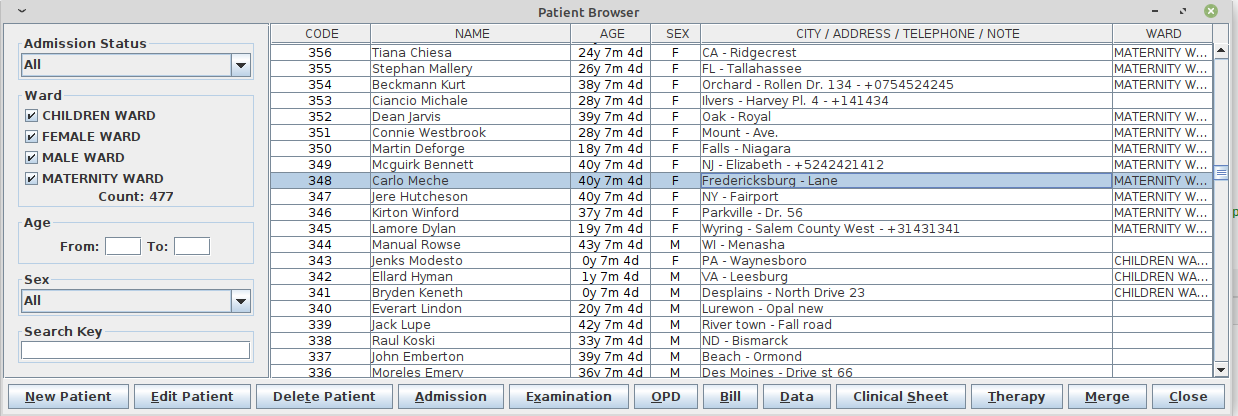 Patient Browser
Admission Status
All
Ward
CHILDREN WARD
FEMALE WARD
MALE WARD
MATERNITY WARD
Count: 477
Age
From: To:
Sex
All
Search Key
CODE NAME AGE SEX CITY / ADDRESS / TELEPHONE / NOTE WARD
356 Tiana Chiesa 24y 7m 4d F CA - Ridgecrest MATERNITY W...
355 Stephan Mallery 26y 7m 4d F FL - Tallahassee MATERNITY W...
354 Beckmann Kurt 38y 7m 4d F Orchard - Rollen Dr. 134 - +0754524245 MATERNITY W...
353 Ciancio Michale 28y 7m 4d F Ilvers - Harvey Pl. 4 - +141434
352 Dean Jarvis 39y 7m 4d F Oak - Royal MATERNITY W...
351 Connie Westbrook 28y 7m 4d F Mount - Ave. MATERNITY W...
350 Martin Deforge 18y 7m 4d F Falls - Niagara MATERNITY W...
349 Mcguirk Bennett 40y 7m 4d F NJ - Elizabeth - +5242421412 MATERNITY W...
348 Carlo Meche 40y 7m 4d F Fredericksburg - Lane MATERNITY W...
347 Jere Hutcheson 40y 7m 4d F NY - Fairport MATERNITY W...
346 Kirton Winford 37y 7m 4d F Parkville - Dr. 56 MATERNITY W...
345 Lamore Dylan 19y 7m 4d F Wyring - Salem County West - +31431341 MATERNITY W...
344 Manual Rowse 43y 7m 4d M WI - Menasha
343 Jenks Modesto 0y 7m 4d F PA - Waynesboro CHILDREN WA...
342 Ellard Hyman 1y 7m 4d M VA - Leesburg CHILDREN WA...
341 Bryden Keneth 0y 7m 4d M Desplains - North Drive 23 CHILDREN WA...
340 Everart Lindon 20y 7m 4d M Lurewon - Opal new
339 Jack Lupe 42y 7m 4d M River town - Fall road
338 Raul Koski 33y 7m 4d M ND - Bismarck
337 John Emberton 39y 7m 4d M Beach - Ormond
336 Moreles Emery 36y 7m 4d M Des Moines - Drive st 66
New Patient Edit Patient Delete Patient Admission Examination OPD Bill Data Clinical Sheet Therapy Merge Close